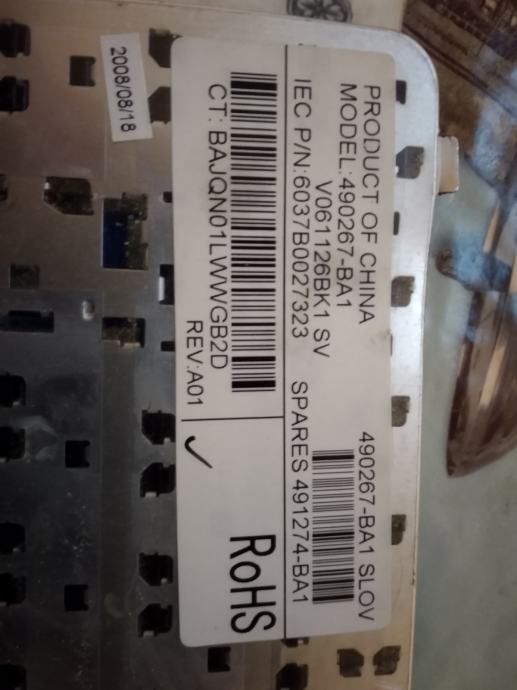 PRODUCT OF CHINA
MODEL:490267-BA1
V061126BK1 SV
490267-BA1 SLOV
IEC P/N:6037B0027323
SPARES 491274-BA1
CT: BAJQN01LWWGB2D
REV:A01
RoHS
2008/08/18